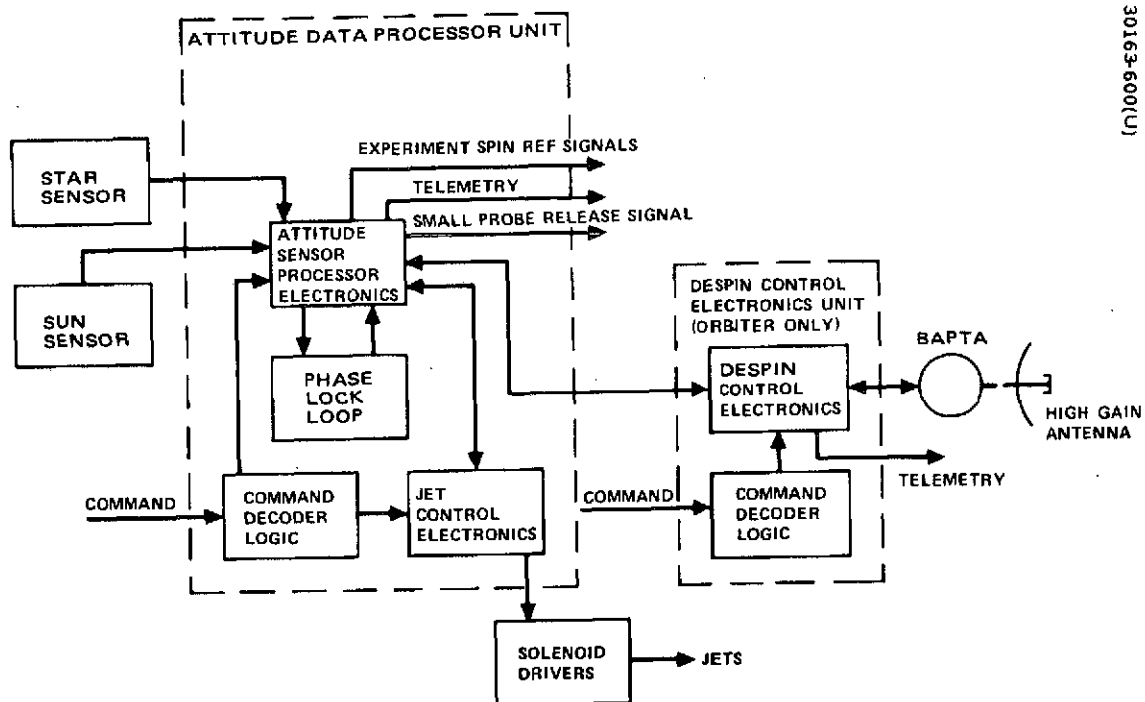 30163-600(U)
ATTITUDE DATA PROCESSOR UNIT
STAR
SENSOR
SUN
SENSOR
EXPERIMENT SPIN REF SIGNALS
TELEMETRY
SMALL PROBE RELEASE SIGNAL
ATTITUDE
SENSOR
PROCESSOR
ELECTRONICS
PHASE
LOCK
LOOP
COMMAND
COMMAND
DECODER
LOGIC
JET
CONTROL
ELECTRONICS
SOLENOID
DRIVERS
JETS
DESPIN CONTROL
ELECTRONICS UNIT
(ORBITER ONLY)
DESPIN
CONTROL
ELECTRONICS
BAPTA
HIGH GAIN
ANTENNA
TELEMETRY
COMMAND
COMMAND
DECODER
LOGIC